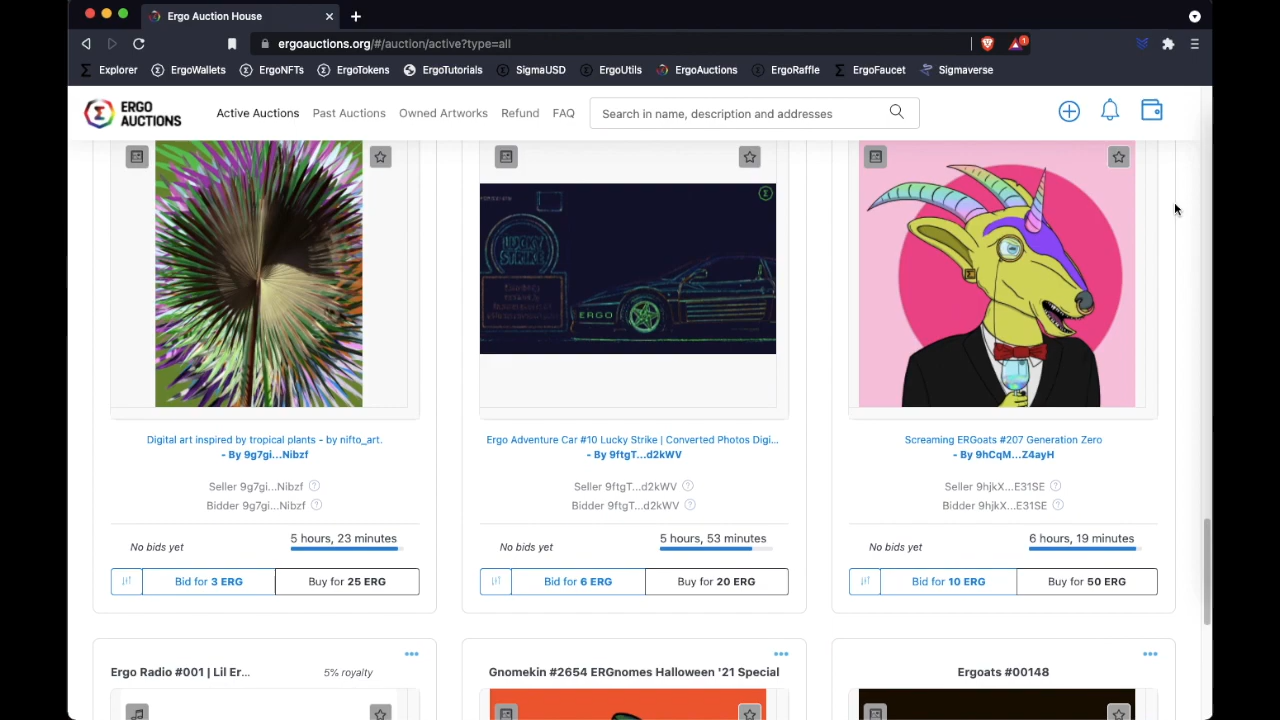 Ergo Auction House
ergoauctions.org/#/auction/active?type=all
1
Explorer ErgoWallets ErgoNFTs ErgoTokens ErgoTutorials SigmaUSD ErgoUtils ErgoAuctions ErgoRaffle ErgoFaucet Sigmaverse
ERGO
AUCTIONS
Active Auctions Past Auctions Owned Artworks Refund FAQ Search in name, description and addresses
LUCKY
STRIKE
ERGO
Digital art inspired by tropical plants - by nifto_art.
- By 9g7gi...Nibzf
Seller 9g7gi...Nibzf
Bidder 9g7gi...Nibzf
No bids yet
5 hours, 23 minutes
Bid for 3 ERG Buy for 25 ERG
Ergo Adventure Car #10 Lucky Strike | Converted Photos Digi...
- By 9ftgT...d2kWV
Seller 9ftgT...d2kWV
Bidder 9ftgT...d2kWV
No bids yet
5 hours, 53 minutes
Bid for 6 ERG Buy for 20 ERG
Screaming ERGoats #207 Generation Zero
- By 9hCqM...Z4ayH
Seller 9hjkX...E31SE
Bidder 9hjkX...E31SE
No bids yet
6 hours, 19 minutes
Bid for 10 ERG Buy for 50 ERG
Ergo Radio #001 | Lil Er... 5% royalty
Gnomekin #2654 ERGnomes Halloween '21 Special
Ergoats #00148